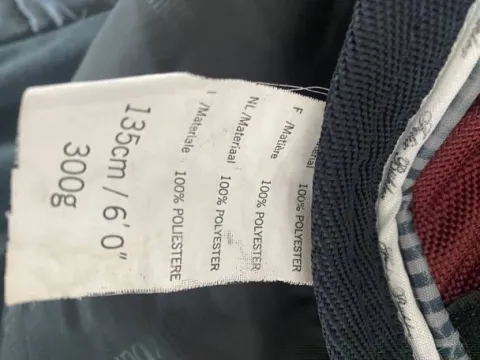 100% POLYESTER
F /Matière 100% POLYESTER
NL/Materiaal 100% POLYESTER
I /Materiale 100% POLIESTERE
135cm/6'0"
300g